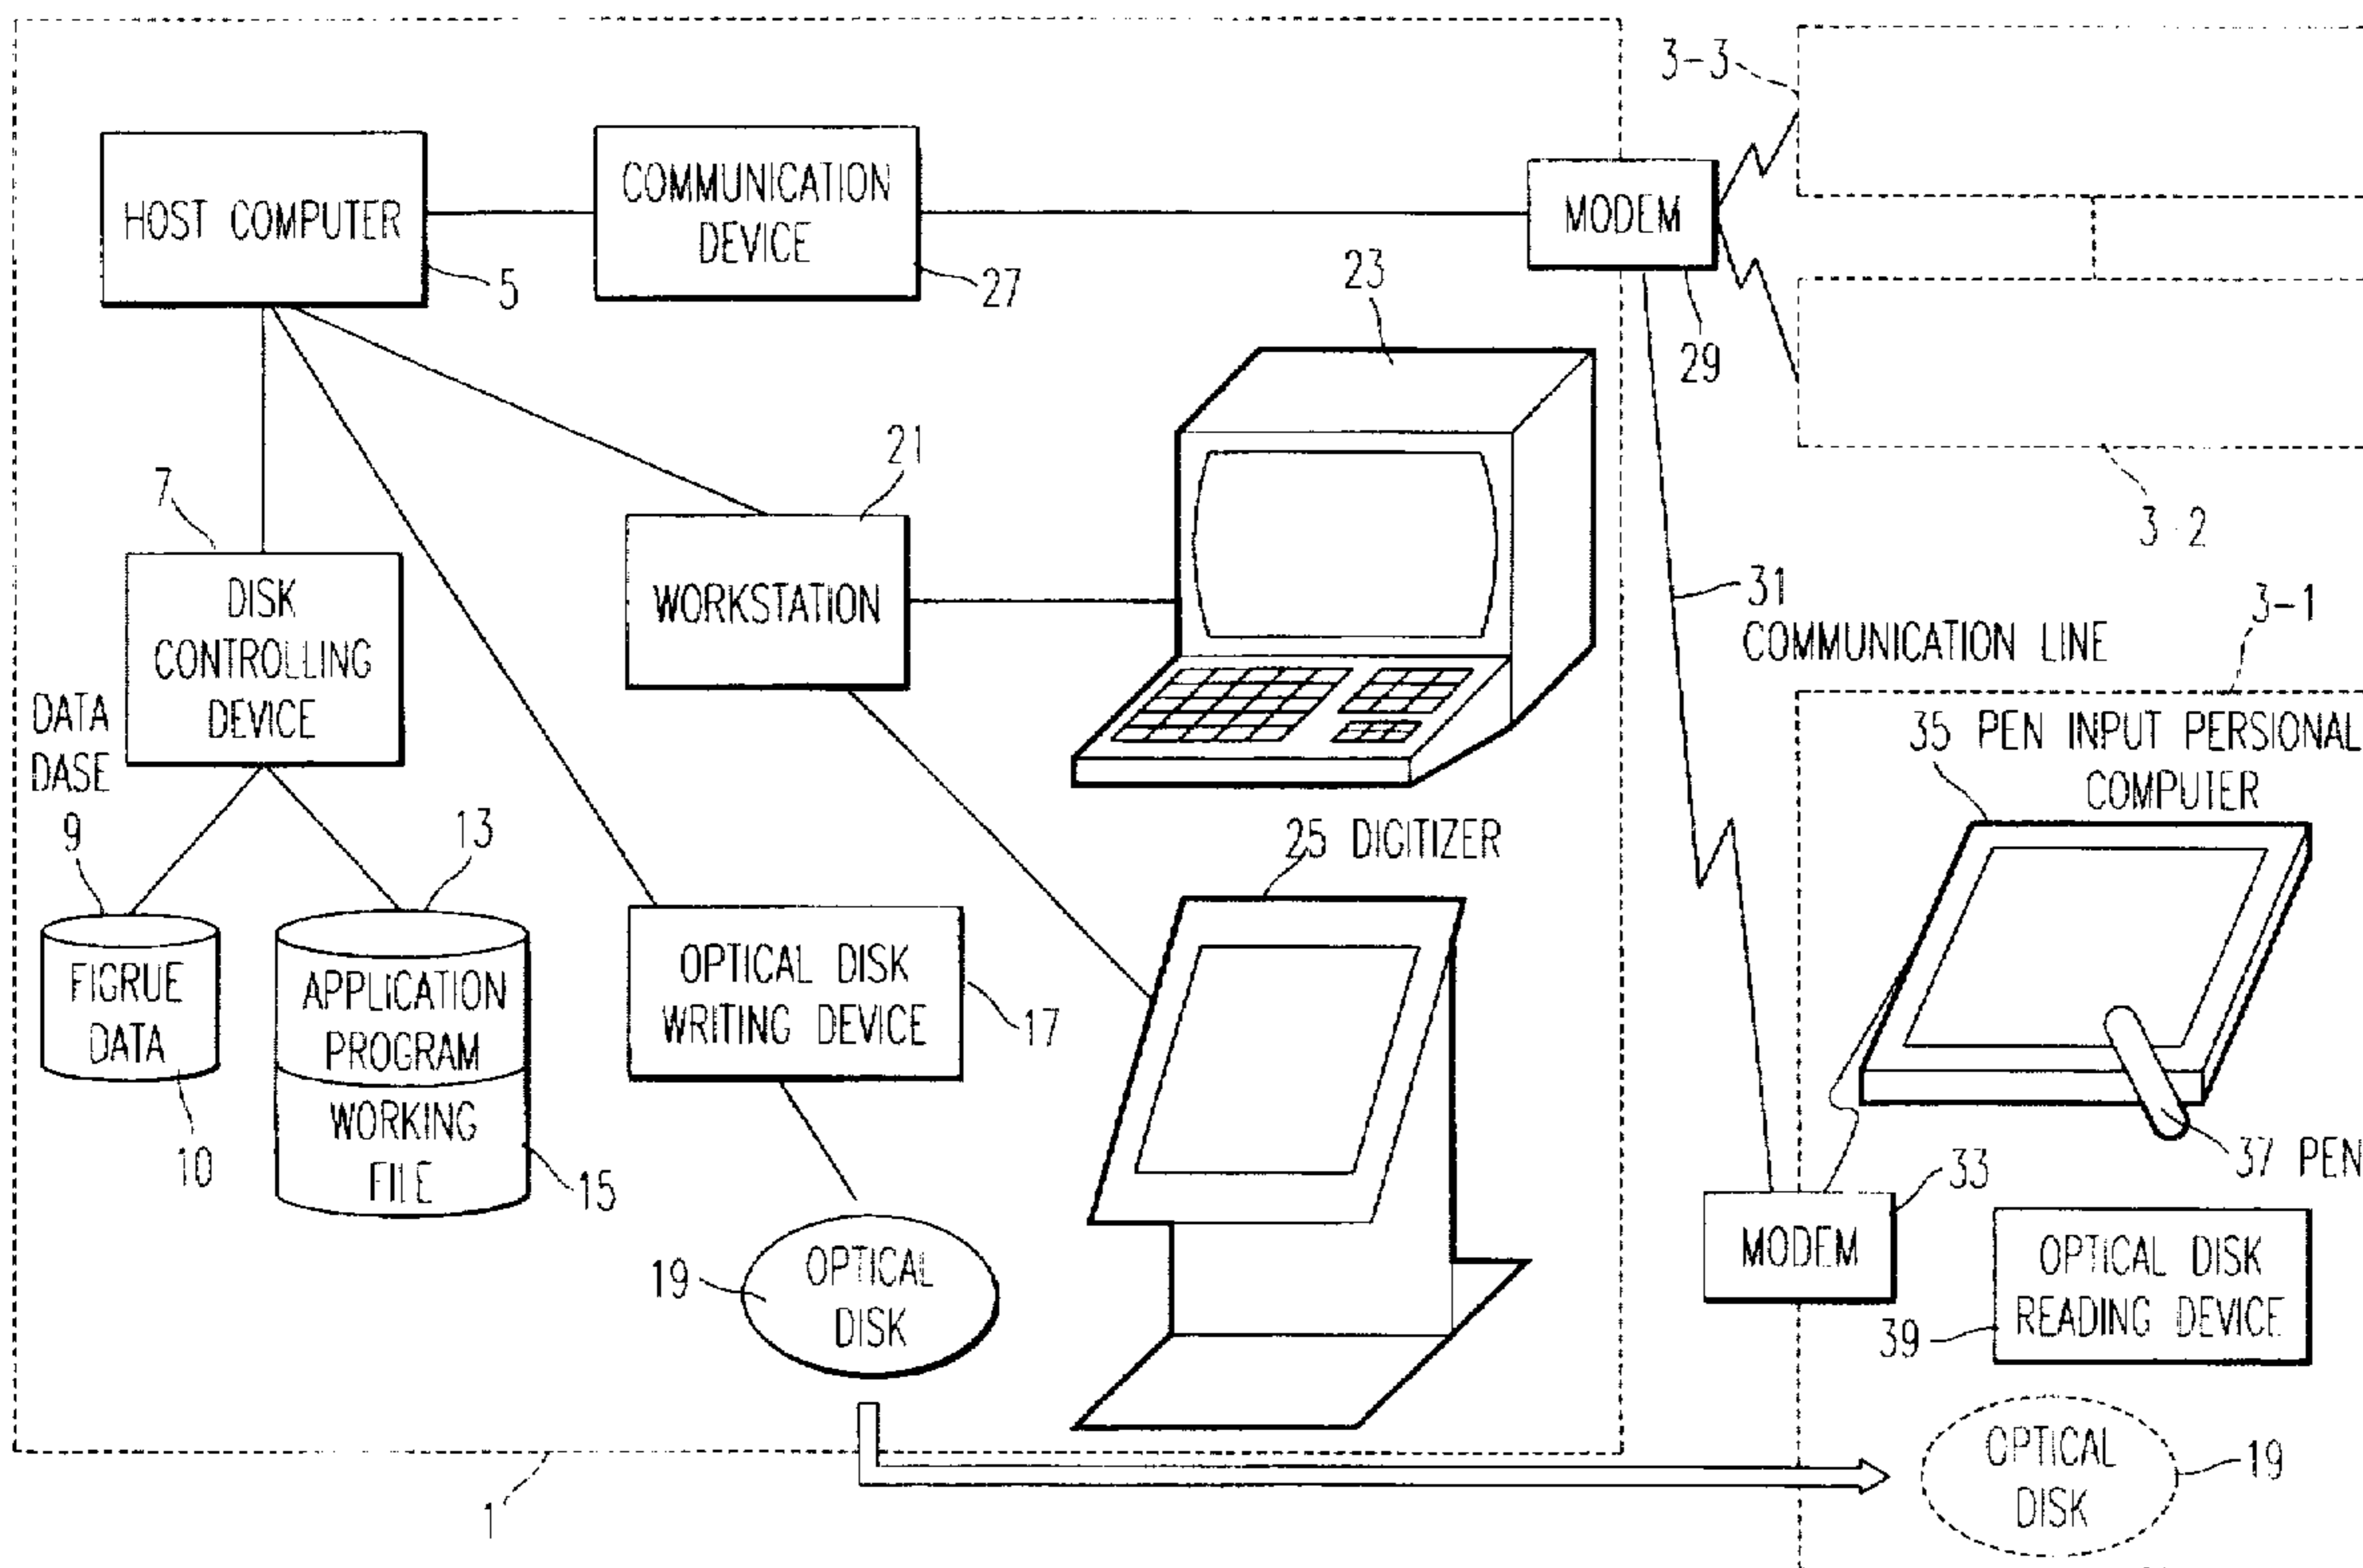 3-3
HOST COMPUTER
5
COMMUNICATION
DEVICE
27
MODEM
29
23
3-2
7
21
DISK
CONTROLLING
DEVICE
WORKSTATION
31
COMMUNICATION LINE
3-1
DATA
DASE
9
13
35 PEN INPUT PERSIONAL
COMPUTER
25 DIGITIZER
FIGRUE
DATA
10
APPLICATION
PROGRAM
WORKING
FILE
15
OPTICAL DISK
WRITING DEVICE
17
37 PEN
33
MODEM
OPTICAL DISK
READING DEVICE
39
19
OPTICAL
DISK
OPTICAL
DISK
19
1